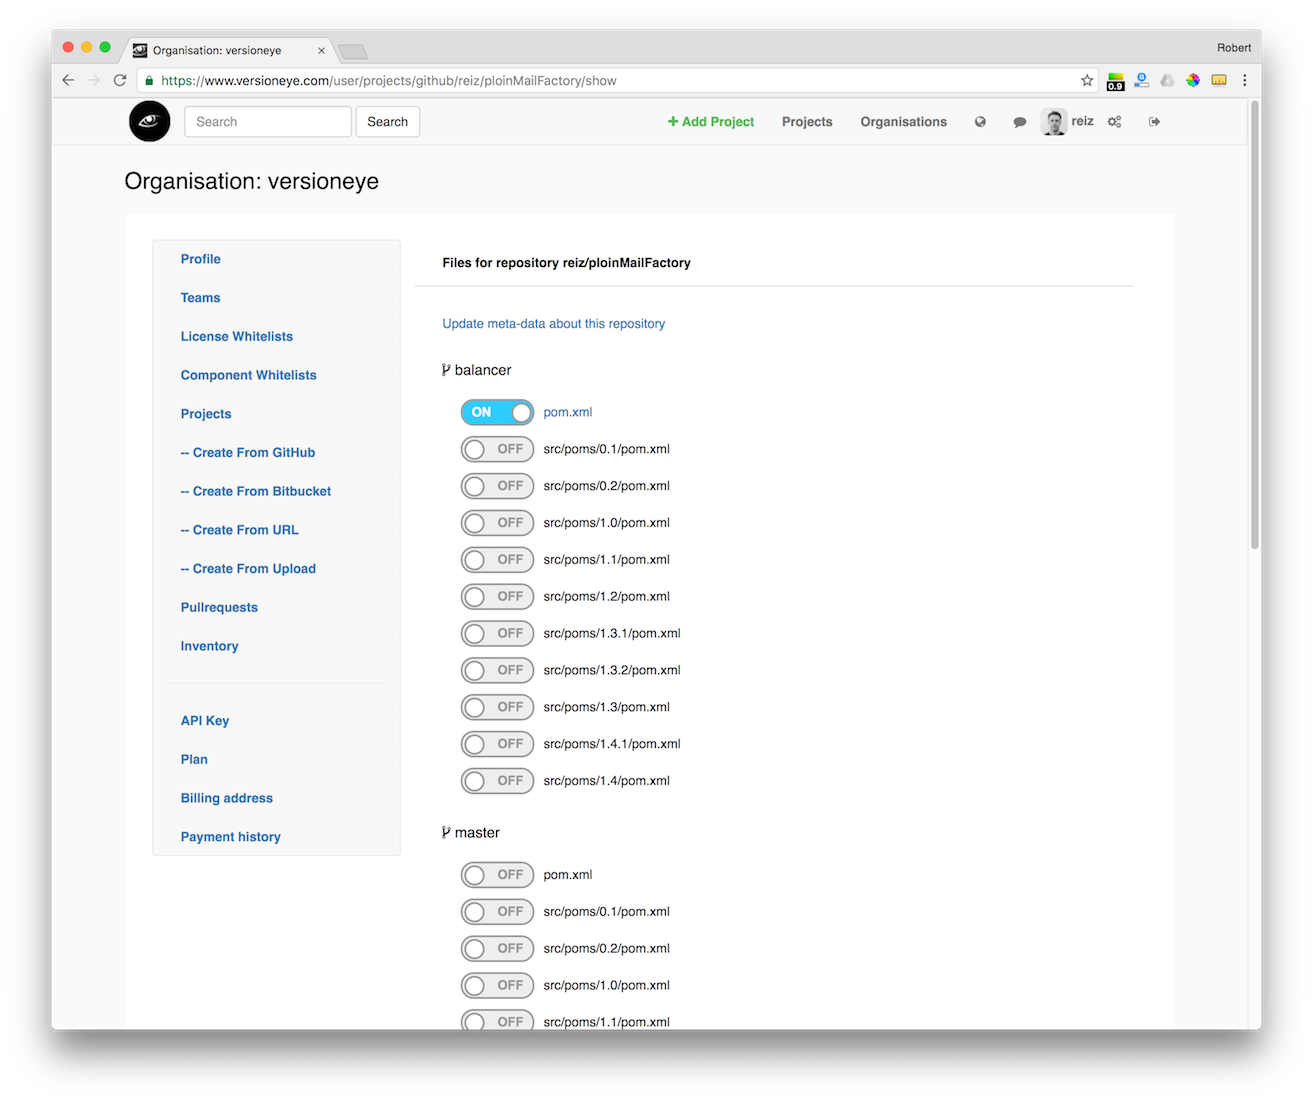 Organisation: versioneye
Robert
https://www.versioneye.com/user/projects/github/reiz/ploinMailFactory/show
0.9
Search
Search
+ Add Project
Projects
Organisations
reiz
Organisation: versioneye
Profile
Teams
License Whitelists
Component Whitelists
Projects
-- Create From GitHub
-- Create From Bitbucket
-- Create From URL
-- Create From Upload
Pullrequests
Inventory
API Key
Plan
Billing address
Payment history
Files for repository reiz/ploinMailFactory
Update meta-data about this repository
balancer
ON pom.xml
OFF src/poms/0.1/pom.xml
OFF src/poms/0.2/pom.xml
OFF src/poms/1.0/pom.xml
OFF src/poms/1.1/pom.xml
OFF src/poms/1.2/pom.xml
OFF src/poms/1.3.1/pom.xml
OFF src/poms/1.3.2/pom.xml
OFF src/poms/1.3/pom.xml
OFF src/poms/1.4.1/pom.xml
OFF src/poms/1.4/pom.xml
master
OFF pom.xml
OFF src/poms/0.1/pom.xml
OFF src/poms/0.2/pom.xml
OFF src/poms/1.0/pom.xml
OFF src/poms/1.1/pom.xml